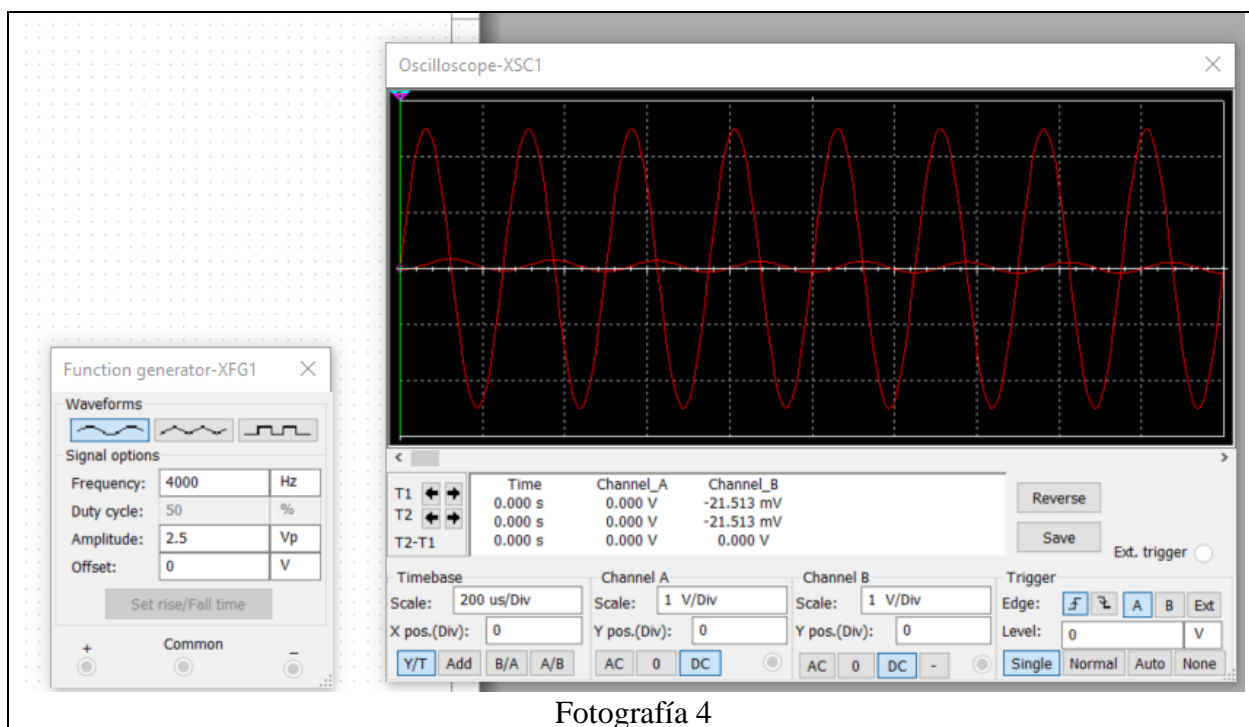 Oscilloscope-XSC1
Function generator-XFG1
Waveforms
Signal options
Frequency: 4000 Hz
Duty cycle: 50 %
Amplitude: 2.5 Vp
Offset: 0 V
Set rise/Fall time
+ Common −
Time Channel_A Channel_B
T1 0.000 s 0.000 V -21.513 mV
T2 0.000 s 0.000 V -21.513 mV
T2-T1 0.000 s 0.000 V 0.000 V
Reverse
Save
Ext. trigger
Timebase
Scale: 200 us/Div
X pos.(Div): 0
Y/T Add B/A A/B
Channel A
Scale: 1 V/Div
Y pos.(Div): 0
AC 0 DC
Channel B
Scale: 1 V/Div
Y pos.(Div): 0
AC 0 DC -
Trigger
Edge: A B Ext
Level: 0 V
Single Normal Auto None
Fotografía 4